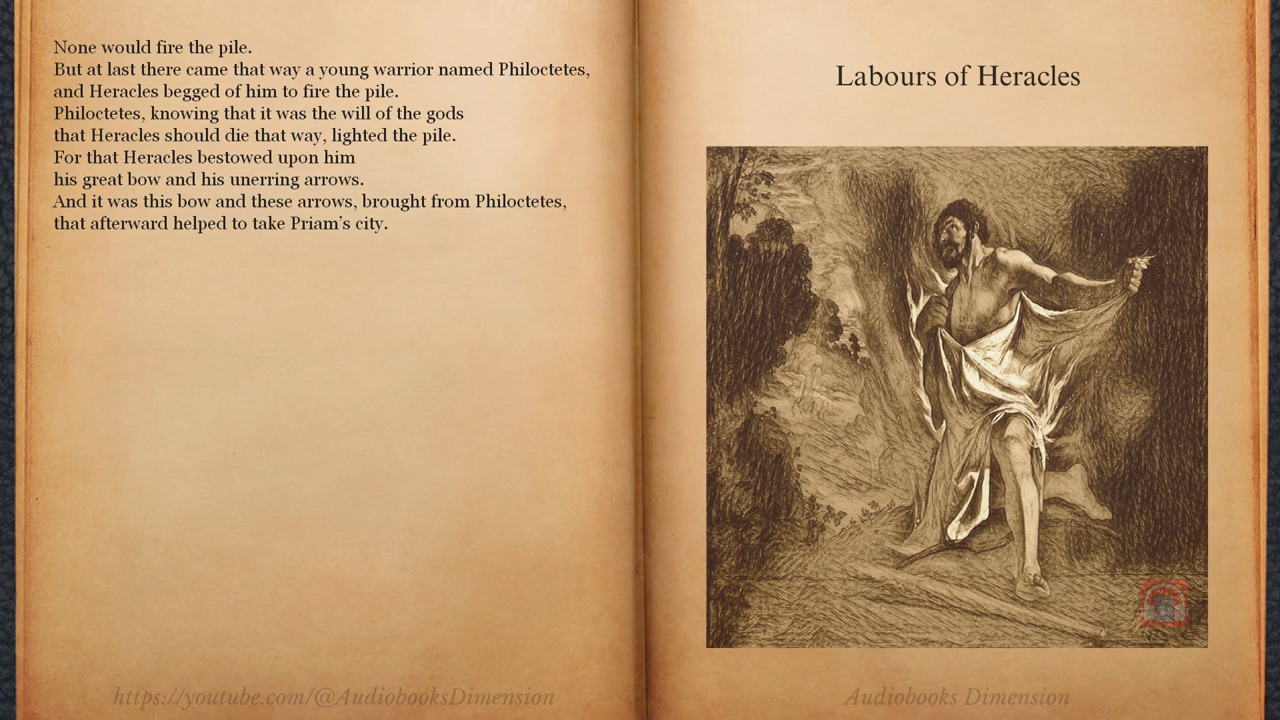 None would fire the pile.
But at last there came that way a young warrior named Philoctetes,
and Heracles begged of him to fire the pile.
Philoctetes, knowing that it was the will of the gods
that Heracles should die that way, lighted the pile.
For that Heracles bestowed upon him
his great bow and his unerring arrows.
And it was this bow and these arrows, brought from Philoctetes,
that afterward helped to take Priam’s city.
https://youtube.com/@AudiobooksDimension
Labours of Heracles
Audiobooks Dimension